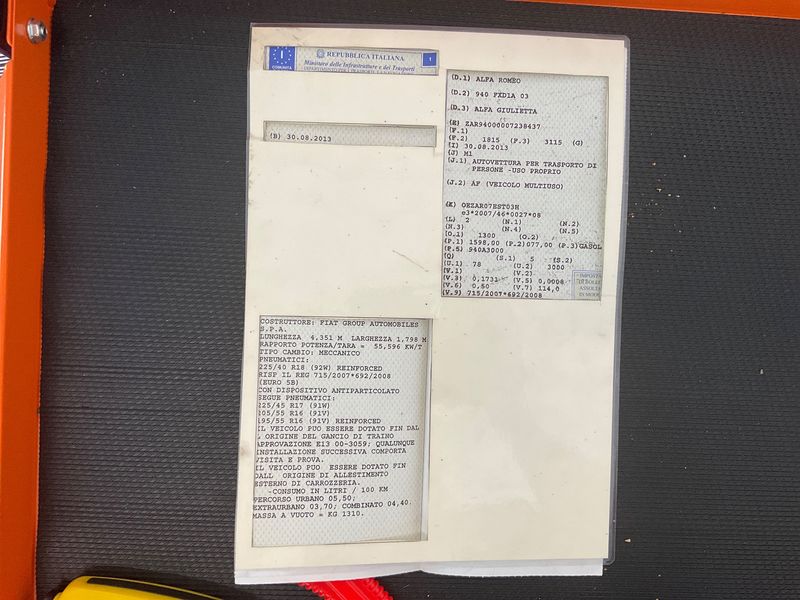 I
COMUNITÀ
REPUBBLICA ITALIANA
Ministero delle Infrastrutture e dei Trasporti
1
(B) 30.08.2013
COSTRUTTORE: FIAT GROUP AUTOMOBILES
S.P.A.
LUNGHEZZA 4,351 M LARGHEZZA 1,798 M
RAPPORTO POTENZA/TARA = 55,596 KW/T
TIPO CAMBIO: MECCANICO
PNEUMATICI:
225/40 R18 (92W) REINFORCED
RISP IL REG 715/2007*692/2008
(EURO 5B)
CON DISPOSITIVO ANTIPARTICOLATO
SEGUE PNEUMATICI:
225/45 R17 (91W)
205/55 R16 (91V)
195/55 R16 (91V) REINFORCED
IL VEICOLO PUO ESSERE DOTATO FIN DAL
L ORIGINE DEL GANCIO DI TRAINO
APPROVAZIONE E13 00-3059; QUALUNQUE
INSTALLAZIONE SUCCESSIVA COMPORTA
VISITA E PROVA.
IL VEICOLO PUO ESSERE DOTATO FIN
DALL ORIGINE DI ALLESTIMENTO
ESTERNO DI CARROZZERIA.
-CONSUMO IN LITRI / 100 KM
PERCORSO URBANO 05,50;
EXTRAURBANO 03,70; COMBINATO 04,40.
MASSA A VUOTO = KG 1310.
(D.1) ALFA ROMEO
(D.2) 940 FXD1A 03
(D.3) ALFA GIULIETTA
(E) ZAR94000007238437
(F.1)
(F.2) 1815 (F.3) 3115 (G)
(I) 30.08.2013
(J) M1
(J.1) AUTOVETTURA PER TRASPORTO DI
PERSONE -USO PROPRIO
(J.2) AF (VEICOLO MULTIUSO)
(K) OEZAR07EST03H
e3*2007/46*0027*08
(L) 2 (N.1) (N.2)
(N.3) (N.4) (N.5)
(O.1) 1300 (O.2)
(P.1) 1598,00 (P.2)077,00 (P.3)GASOL
(P.5) 940A3000
(Q) (S.1) 5 (S.2)
(U.1) 78 (U.2) 3000
(V.1) (V.2)
(V.3) 0,1731 (V.5) 0,0008
(V.6) 0,50 (V.7) 114,0
(V.9) 715/2007*692/2008
IMPOSTA
DI BOLLO
ASSOLTA
IN MODO